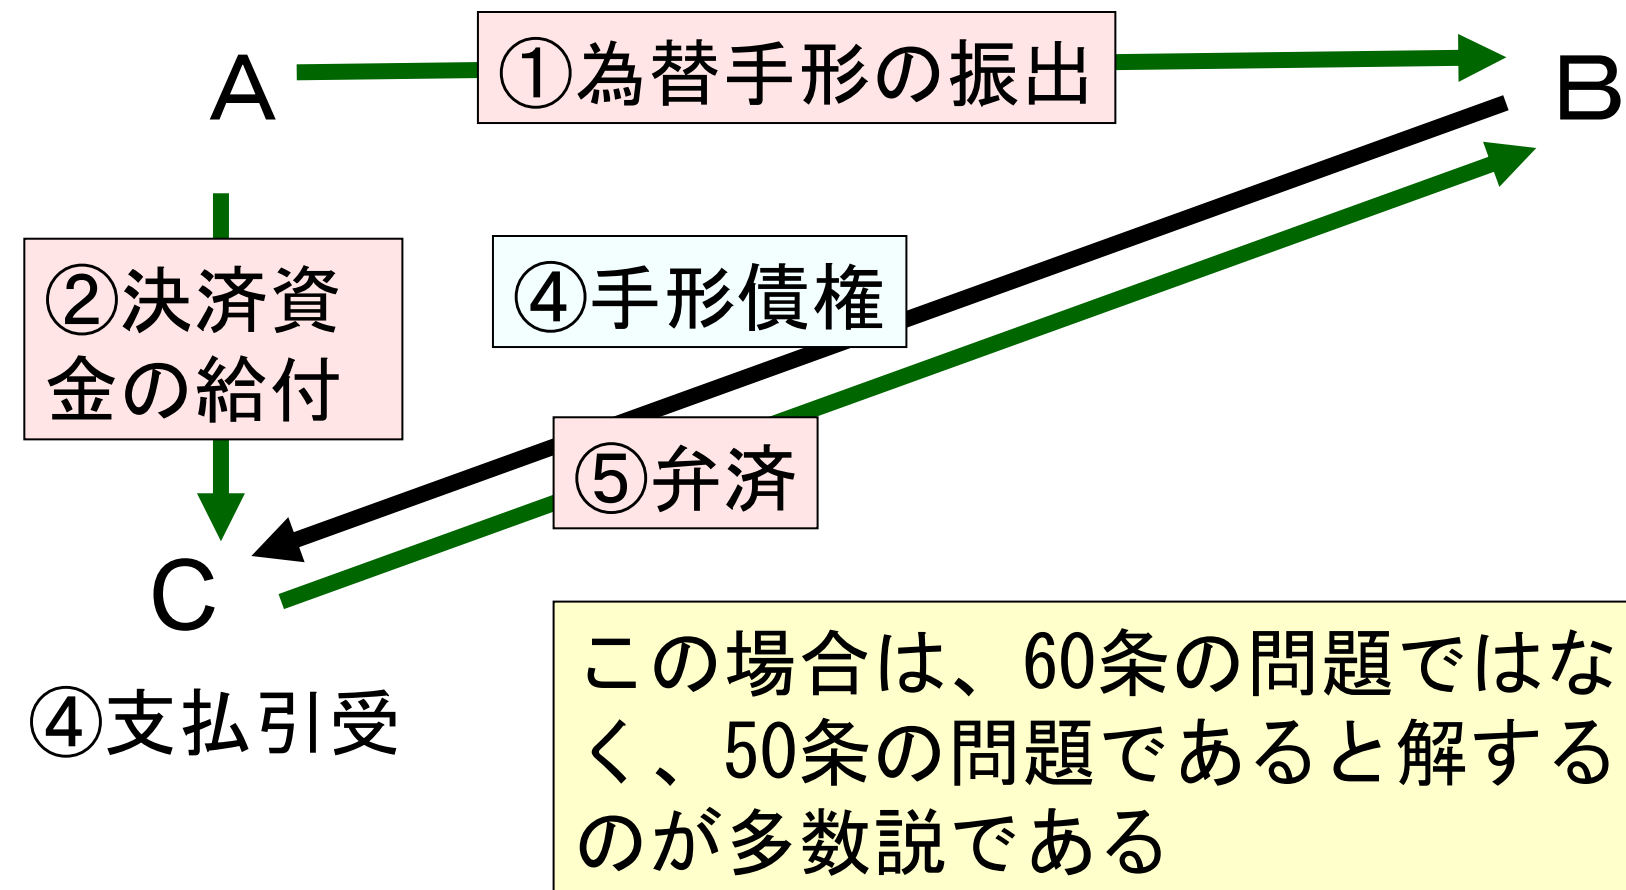 A
①為替手形の振出
B
②決済資
金の給付
④手形債権
⑤弁済
C
④支払引受
この場合は、60条の問題ではな
く、50条の問題であると解する
のが多数説である